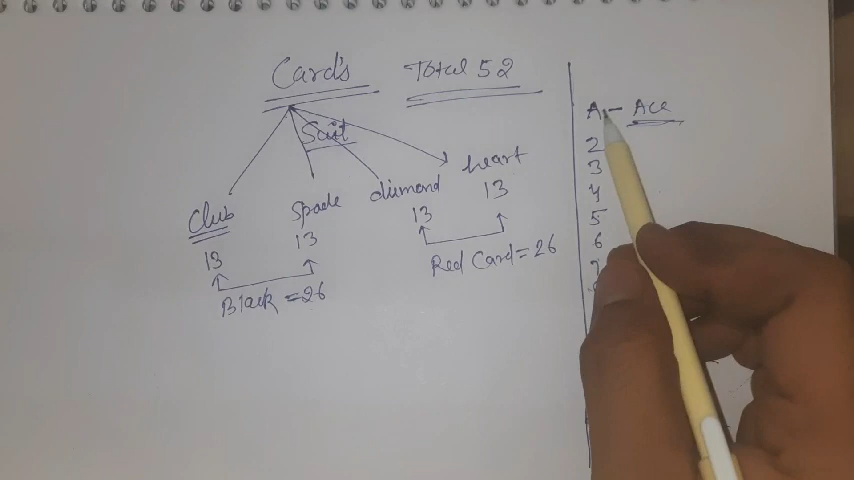 Card's Total 52
Suit
Club spade diamond heart
13 13 13 13
Black = 26
Red Card = 26
A - Ace
2
3
4
5
6
7